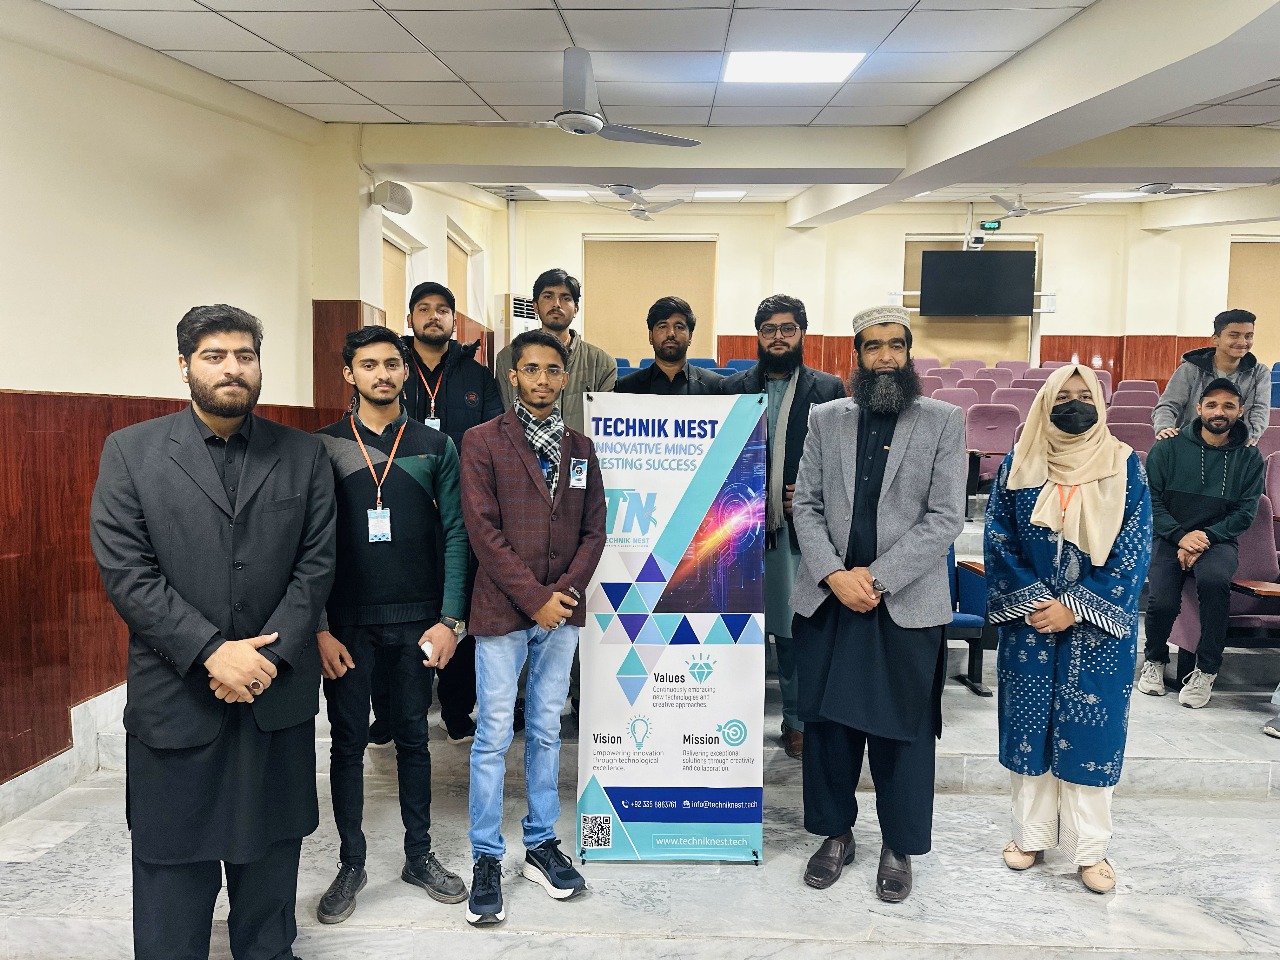 TECHNIK NEST
INNOVATIVE MINDS
NESTING SUCCESS
TN
TECHNIK NEST
Values
Continuously embracing
new technologies and
creative approaches.
Vision
Empowering innovation
through technological
excellence.
Mission
Delivering exceptional
solutions through creativity
and collaboration.
info@techniknest.tech
www.techniknest.tech